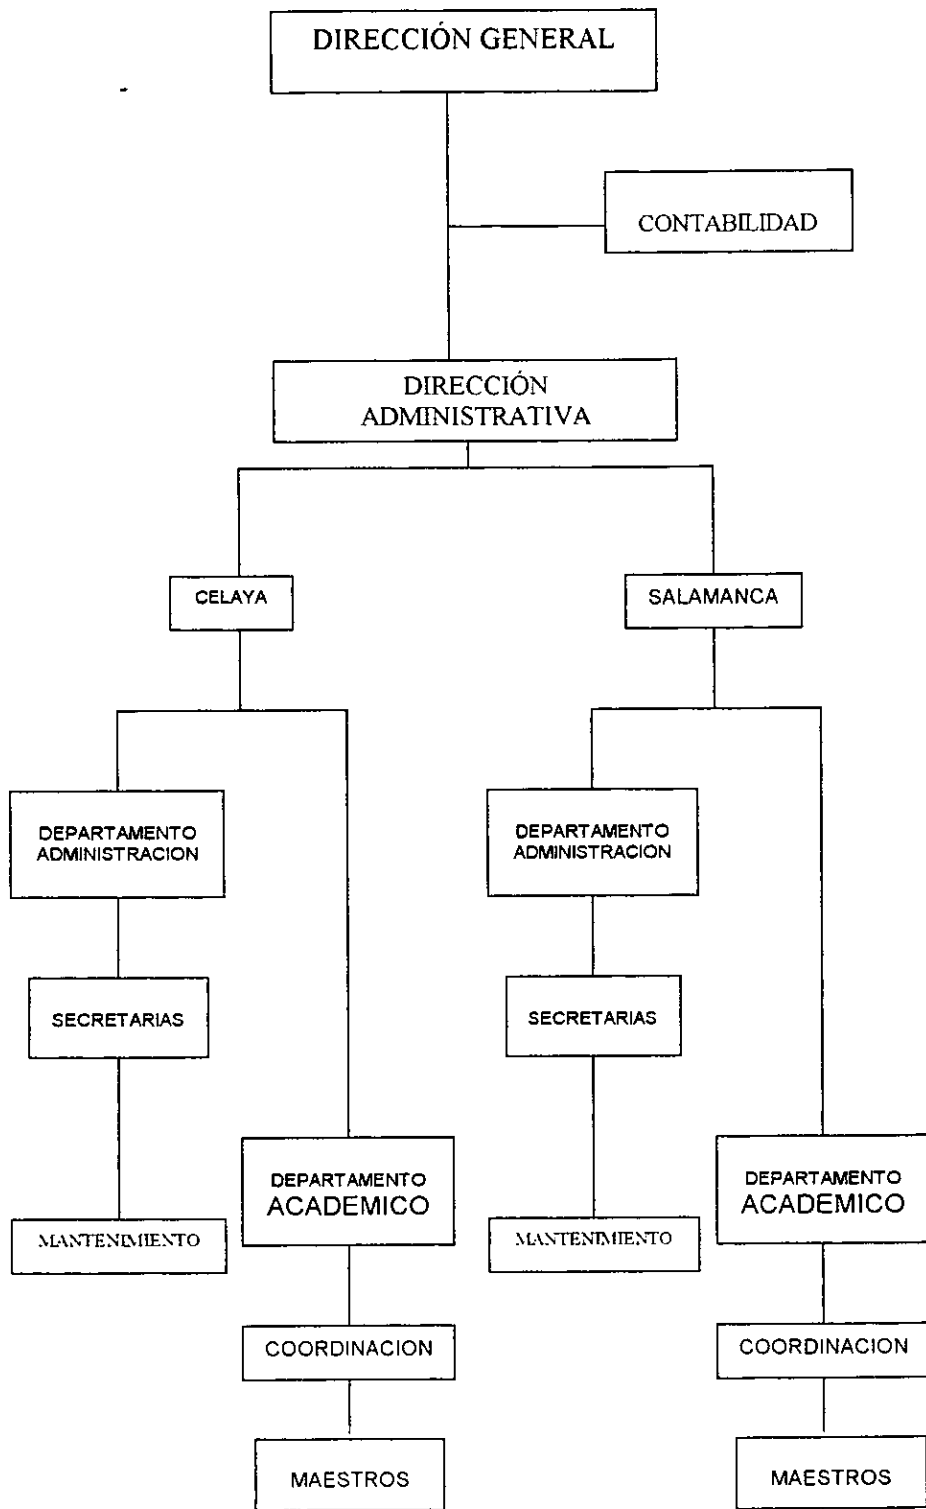 DIRECCIÓN GENERAL
CONTABILIDAD
DIRECCIÓN
ADMINISTRATIVA
CELAYA
SALAMANCA
DEPARTAMENTO
ADMINISTRACION
DEPARTAMENTO
ADMINISTRACION
SECRETARIAS
SECRETARIAS
DEPARTAMENTO
ACADEMICO
DEPARTAMENTO
ACADEMICO
MANTENIMIENTO
MANTENIMIENTO
COORDINACION
COORDINACION
MAESTROS
MAESTROS